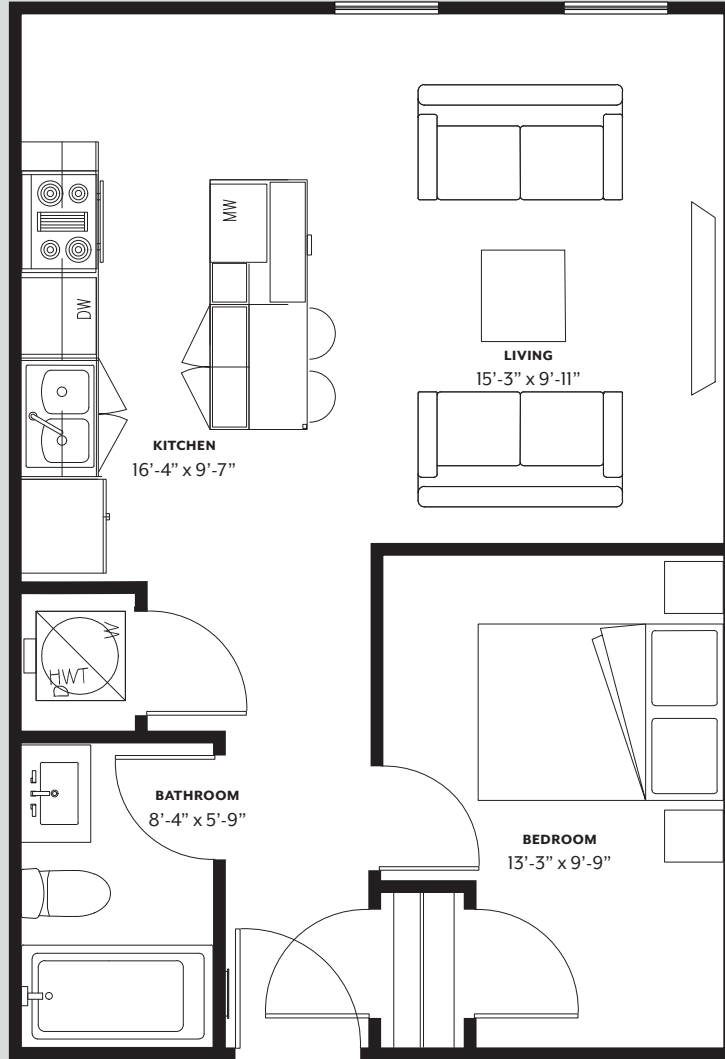 MW
DW
LIVING
15’-3” x 9’-11”
KITCHEN
16’-4” x 9’-7”
W
HWT
D
BATHROOM
8’-4” x 5’-9”
BEDROOM
13’-3” x 9’-9”